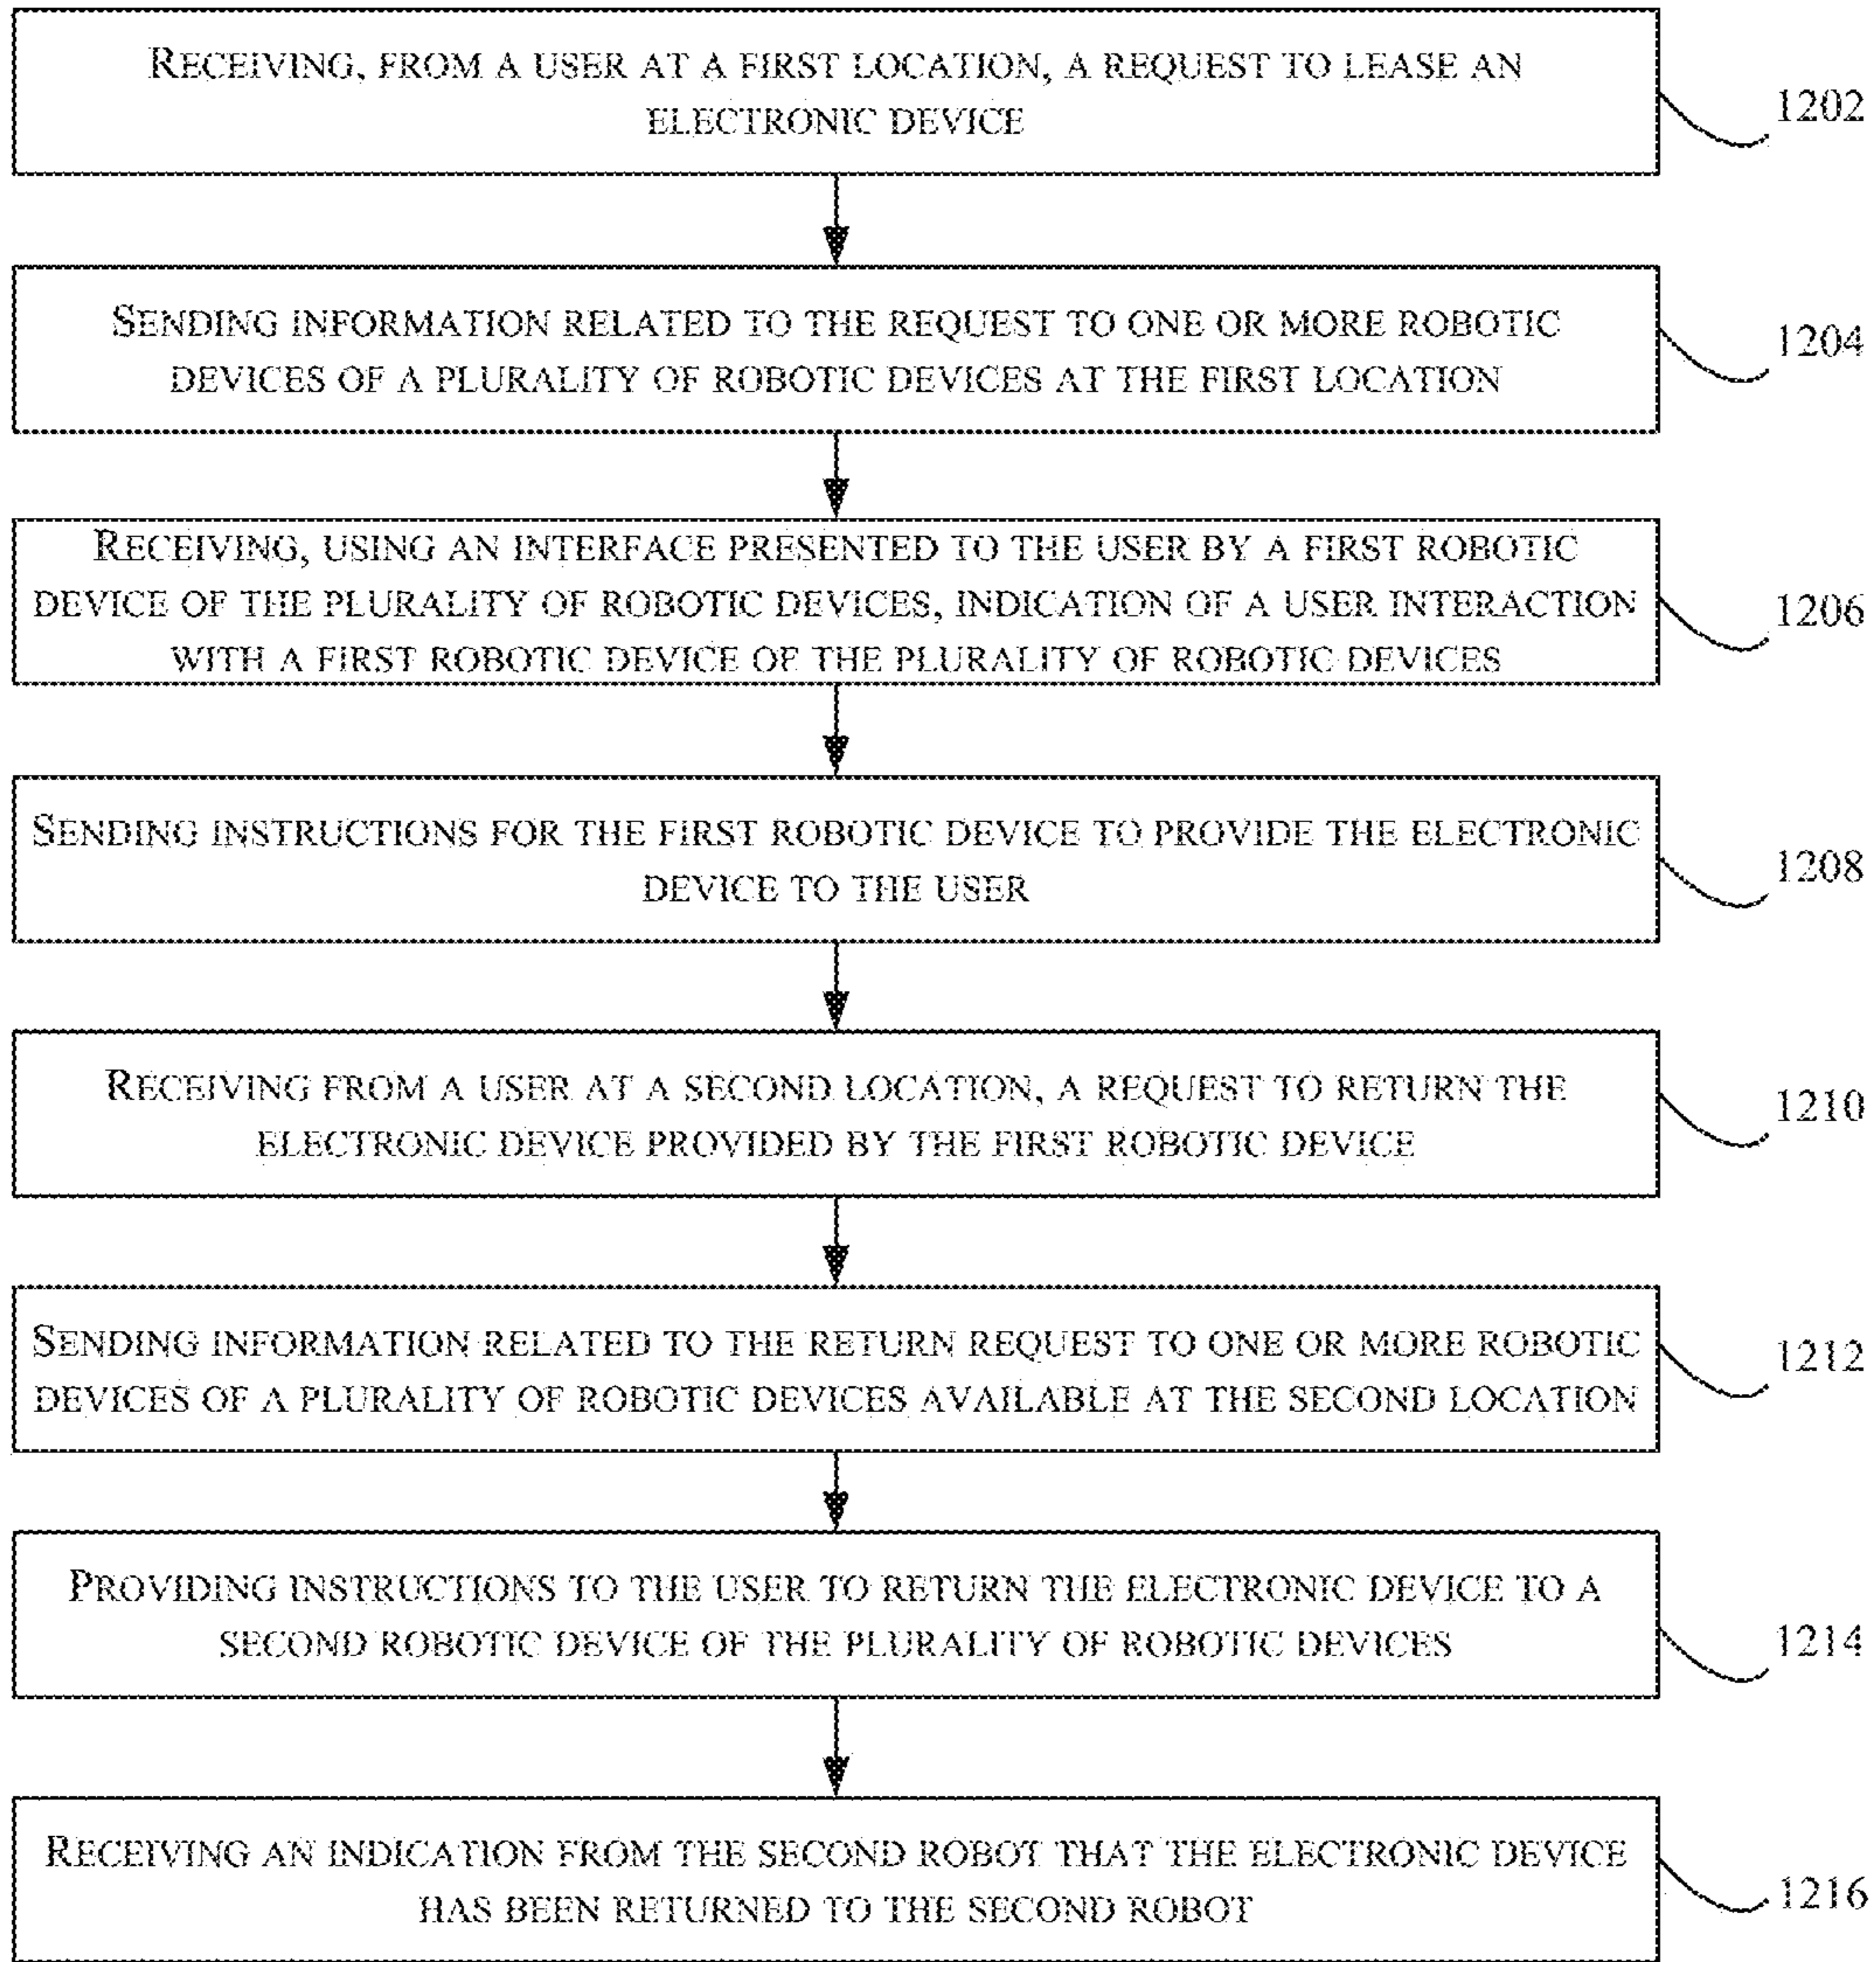 RECEIVING, FROM A USER AT A FIRST LOCATION, A REQUEST TO LEASE AN
ELECTRONIC DEVICE
1202
SENDING INFORMATION RELATED TO THE REQUEST TO ONE OR MORE ROBOTIC
DEVICES OF A PLURALITY OF ROBOTIC DEVICES AT THE FIRST LOCATION
1204
RECEIVING, USING AN INTERFACE PRESENTED TO THE USER BY A FIRST ROBOTIC
DEVICE OF THE PLURALITY OF ROBOTIC DEVICES, INDICATION OF A USER INTERACTION
WITH A FIRST ROBOTIC DEVICE OF THE PLURALITY OF ROBOTIC DEVICES
1206
SENDING INSTRUCTIONS FOR THE FIRST ROBOTIC DEVICE TO PROVIDE THE ELECTRONIC
DEVICE TO THE USER
1208
RECEIVING FROM A USER AT A SECOND LOCATION, A REQUEST TO RETURN THE
ELECTRONIC DEVICE PROVIDED BY THE FIRST ROBOTIC DEVICE
1210
SENDING INFORMATION RELATED TO THE RETURN REQUEST TO ONE OR MORE ROBOTIC
DEVICES OF A PLURALITY OF ROBOTIC DEVICES AVAILABLE AT THE SECOND LOCATION
1212
PROVIDING INSTRUCTIONS TO THE USER TO RETURN THE ELECTRONIC DEVICE TO A
SECOND ROBOTIC DEVICE OF THE PLURALITY OF ROBOTIC DEVICES
1214
RECEIVING AN INDICATION FROM THE SECOND ROBOT THAT THE ELECTRONIC DEVICE
HAS BEEN RETURNED TO THE SECOND ROBOT
1216